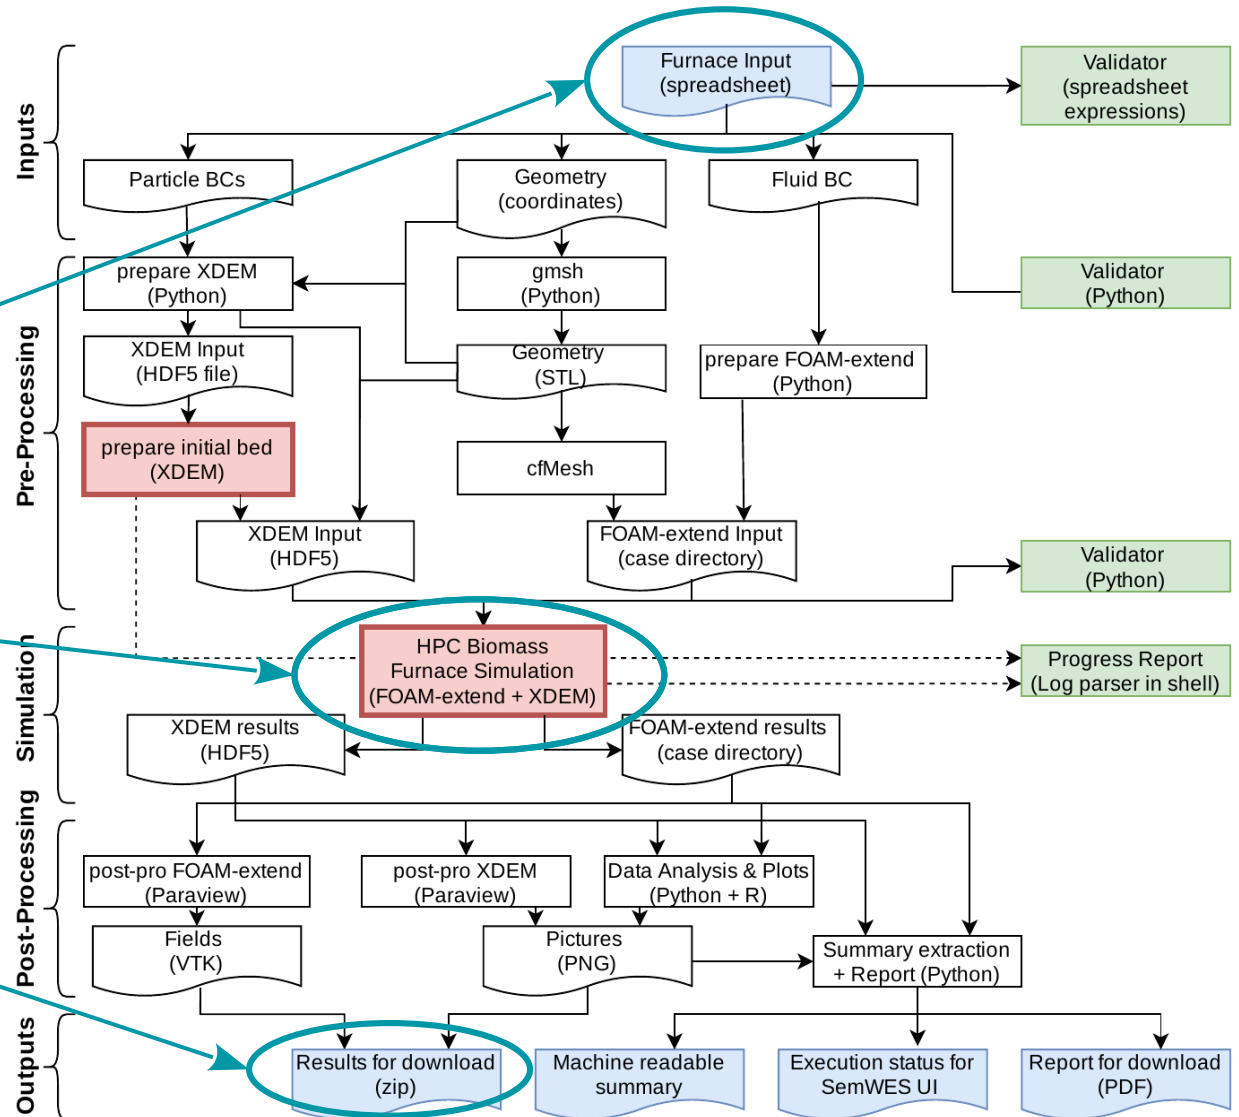 Inputs
Furnace Input
(spreadsheet)
Validator
(spreadsheet
expressions)
Particle BCs
Geometry
(coordinates)
Fluid BC
Pre-Processing
prepare XDEM
(Python)
gmsh
(Python)
Validator
(Python)
XDEM Input
(HDF5 file)
Geometry
(STL)
prepare FOAM-extend
(Python)
prepare initial bed
(XDEM)
cfMesh
XDEM Input
(HDF5)
FOAM-extend Input
(case directory)
Validator
(Python)
Simulation
HPC Biomass
Furnace Simulation
(FOAM-extend + XDEM)
Progress Report
(Log parser in shell)
XDEM results
(HDF5)
FOAM-extend results
(case directory)
Post-Processing
post-pro FOAM-extend
(Paraview)
post-pro XDEM
(Paraview)
Data Analysis & Plots
(Python + R)
Fields
(VTK)
Pictures
(PNG)
Summary extraction
+ Report (Python)
Outputs
Results for download
(zip)
Machine readable
summary
Execution status for
SemWES UI
Report for download
(PDF)